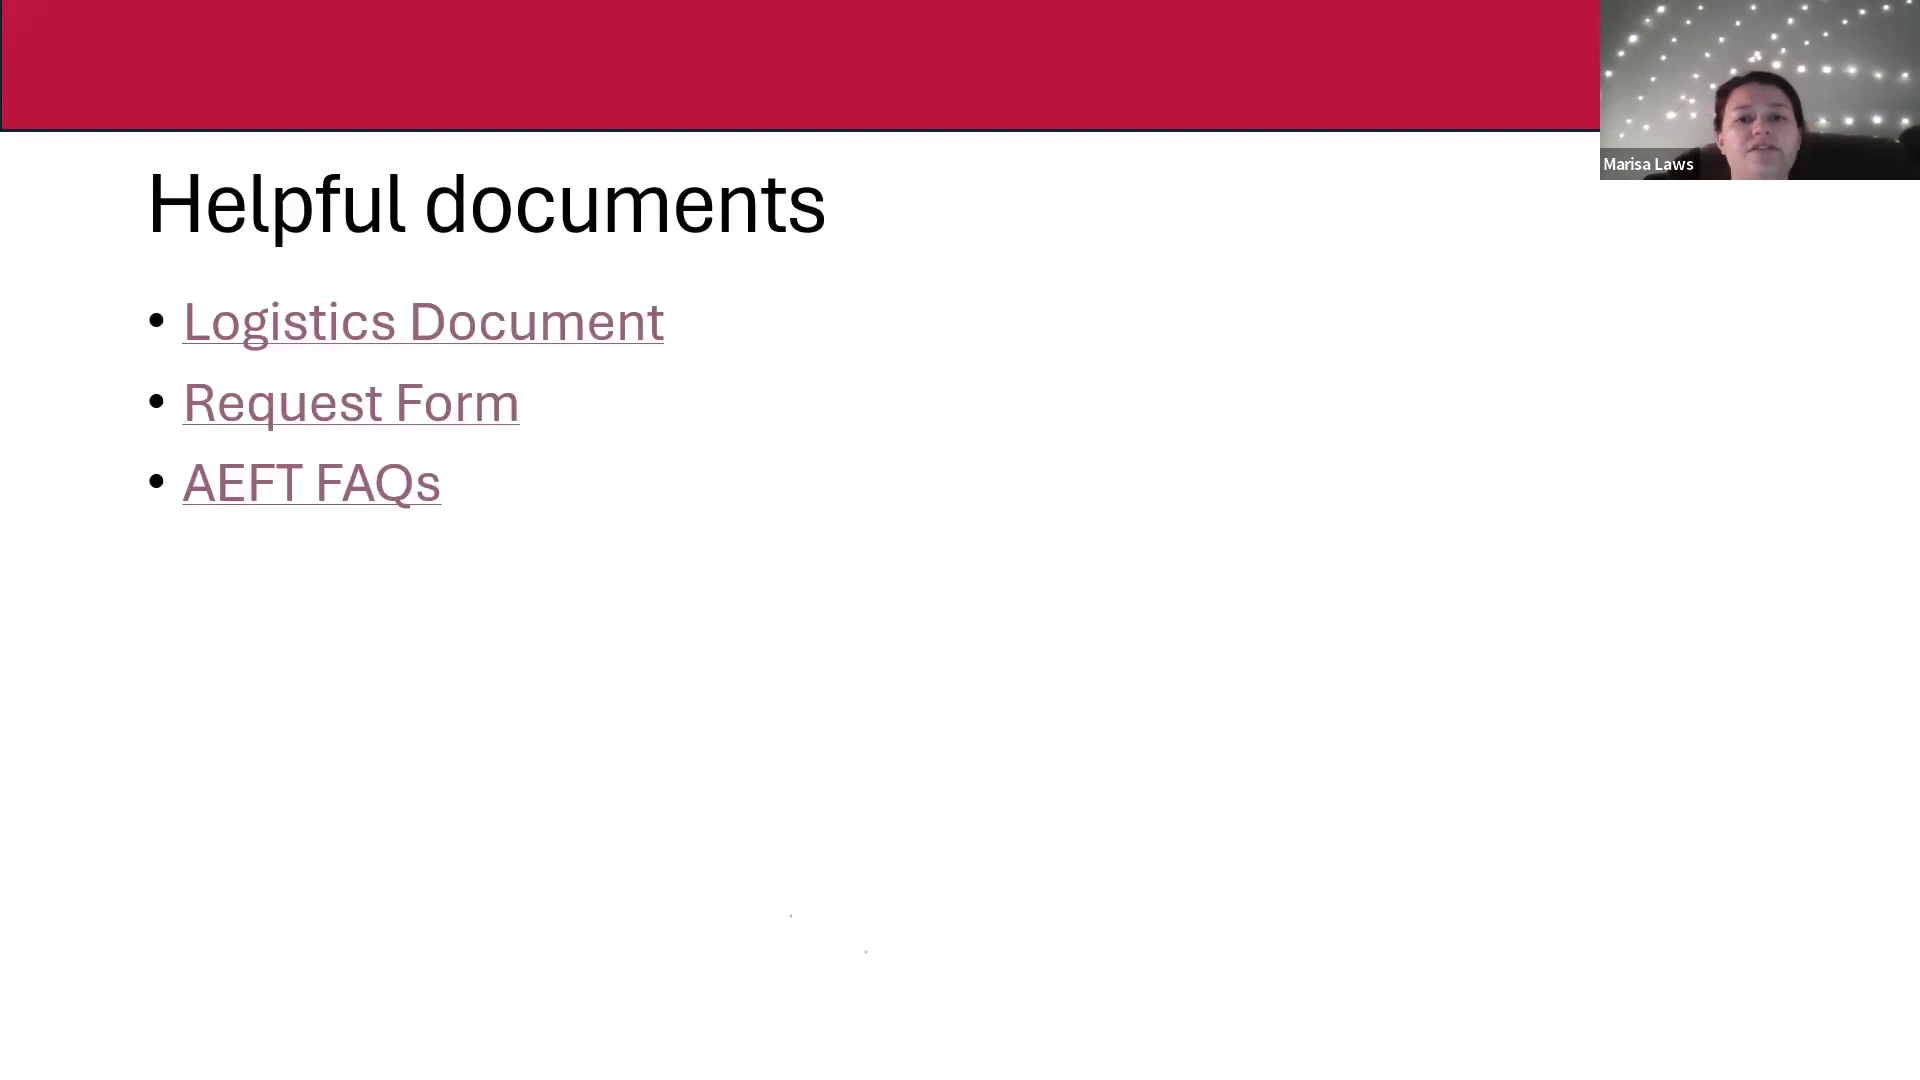 Helpful documents
• Logistics Document
• Request Form
• AEFT FAQs
Marisa Laws